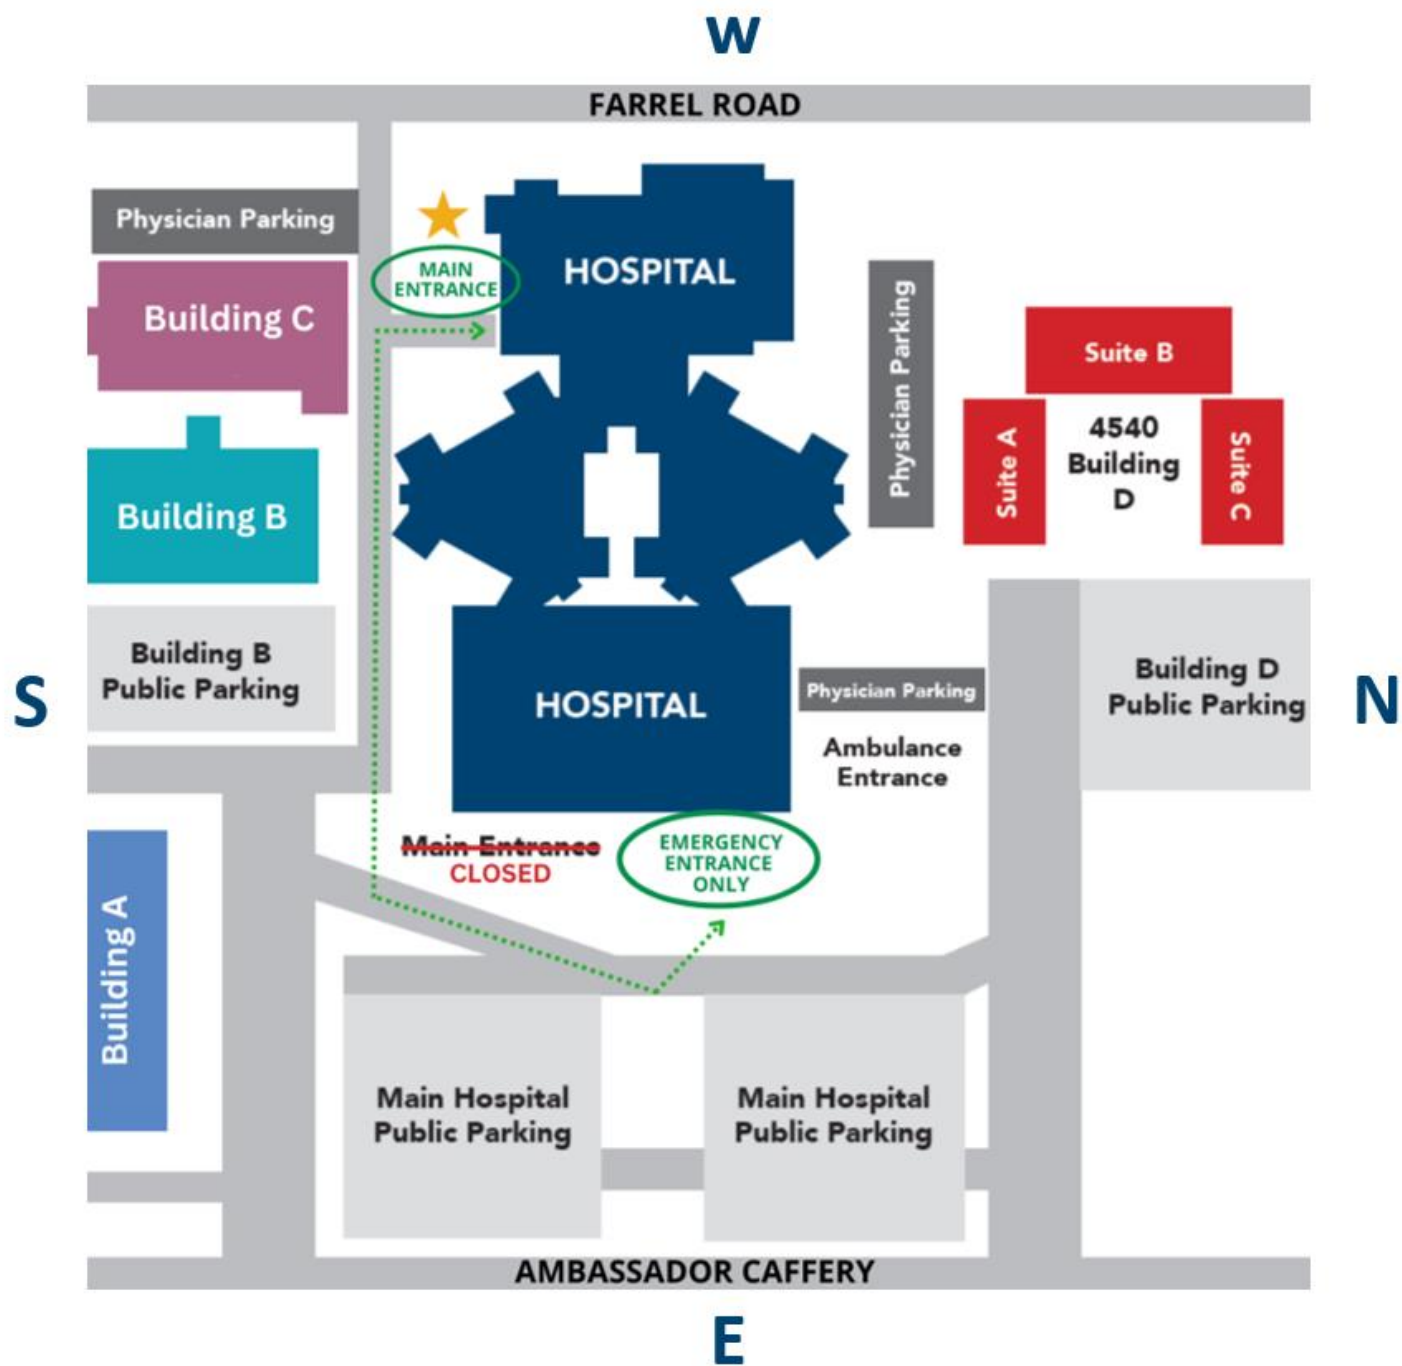 W
FARREL ROAD
Physician Parking
MAIN
ENTRANCE
HOSPITAL
Building C
Physician Parking
Suite B
Suite A
4540
Building
D
Suite C
Building B
Building B
Public Parking
S
HOSPITAL
Physician Parking
Ambulance
Entrance
Building D
Public Parking
N
Main Entrance
CLOSED
EMERGENCY
ENTRANCE
ONLY
Building A
Main Hospital
Public Parking
Main Hospital
Public Parking
AMBASSADOR CAFFERY
E